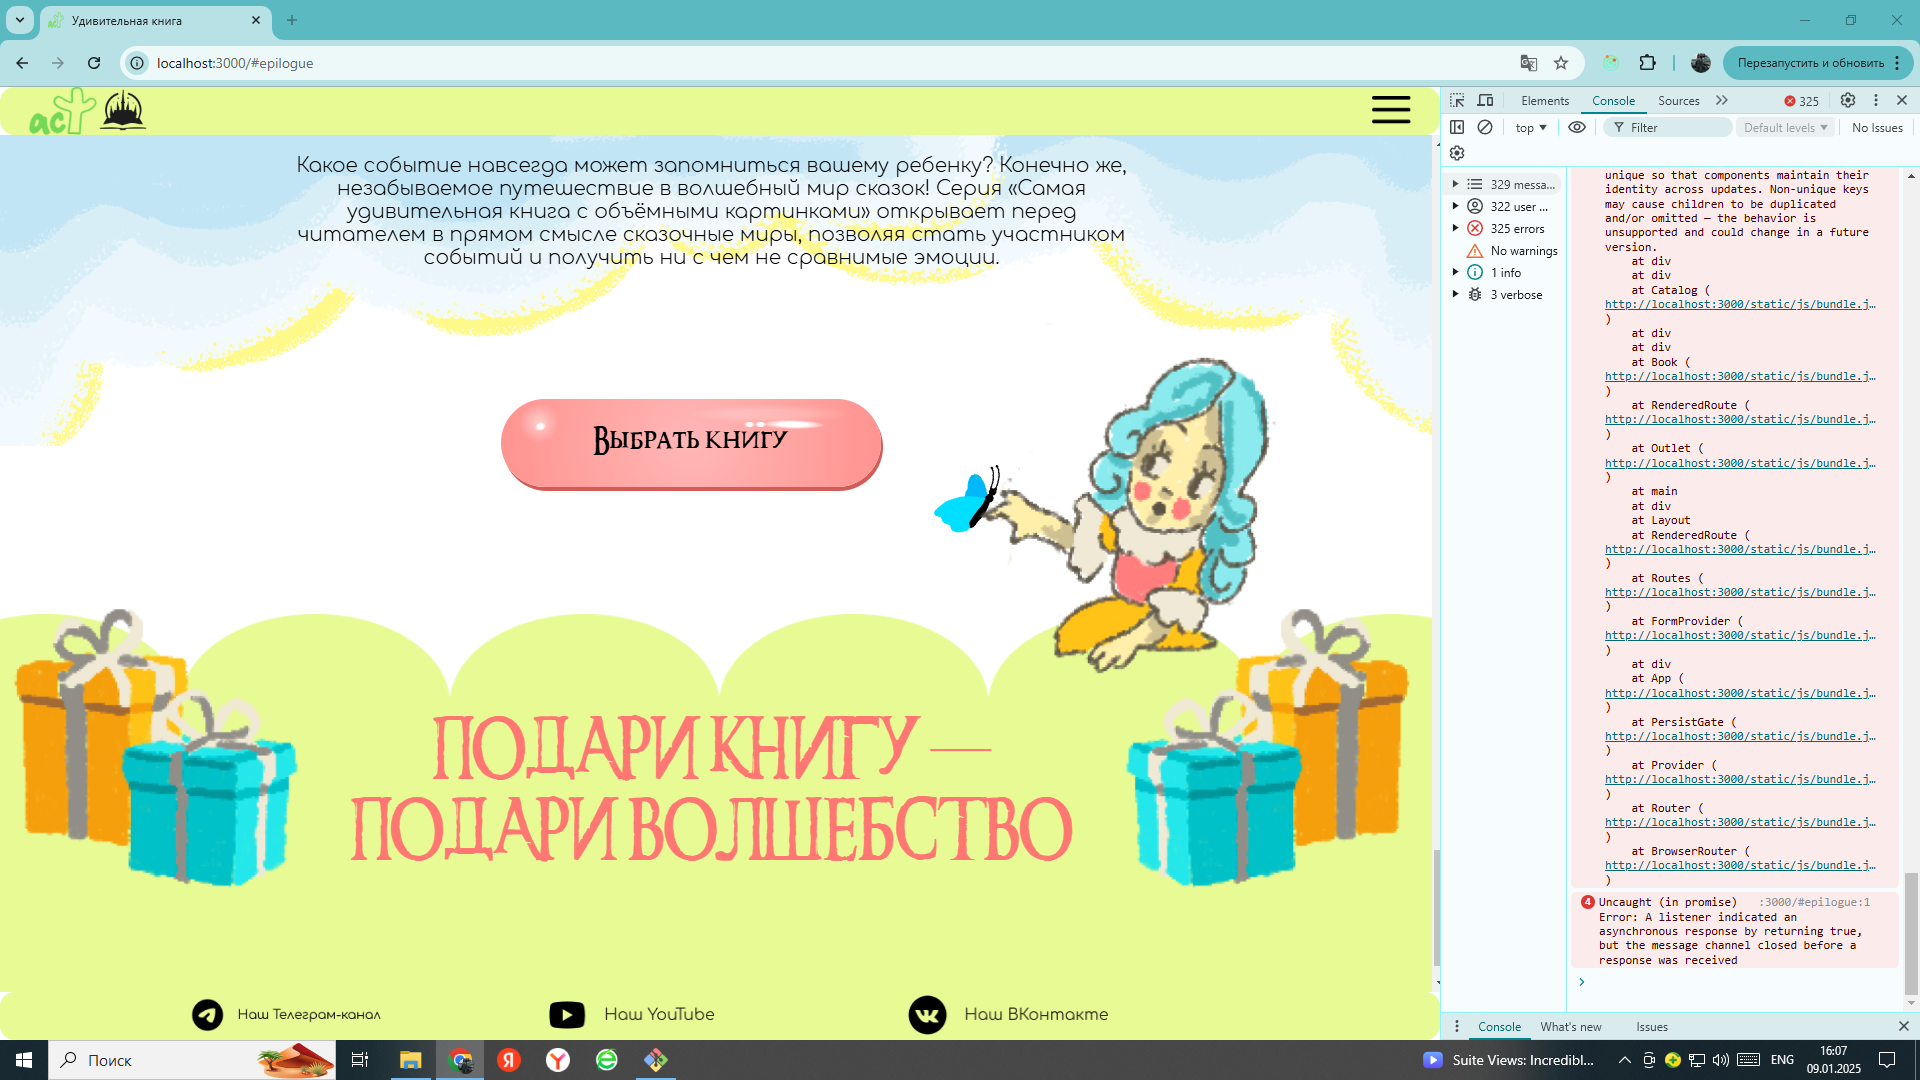 Удивительная книга
localhost:3000/#epilogue
Перезапустить и обновить
аст
Какое событие навсегда может запомниться вашему ребенку? Конечно же,
незабываемое путешествие в волшебный мир сказок! Серия «Самая
удивительная книга с объёмными картинками» открывает перед
читателем в прямом смысле сказочные миры, позволяя стать участником
событий и получить ни с чем не сравнимые эмоции.
Выбрать книгу
ПОДАРИ КНИГУ —
ПОДАРИ ВОЛШЕБСТВО
Наш Телеграм-канал
Наш YouTube
Наш ВКонтакте
Elements
Console
Sources
325
top
Filter
Default levels
No Issues
329 messa...
322 user ...
325 errors
No warnings
1 info
3 verbose
unique so that components maintain their
identity across updates. Non-unique keys
may cause children to be duplicated
and/or omitted — the behavior is
unsupported and could change in a future
version.
at div
at div
at Catalog (
http://localhost:3000/static/js/bundle.j…
)
at div
at div
at Book (
http://localhost:3000/static/js/bundle.j…
)
at RenderedRoute (
http://localhost:3000/static/js/bundle.j…
)
at Outlet (
http://localhost:3000/static/js/bundle.j…
)
at main
at div
at Layout
at RenderedRoute (
http://localhost:3000/static/js/bundle.j…
)
at Routes (
http://localhost:3000/static/js/bundle.j…
)
at FormProvider (
http://localhost:3000/static/js/bundle.j…
)
at div
at App (
http://localhost:3000/static/js/bundle.j…
)
at PersistGate (
http://localhost:3000/static/js/bundle.j…
)
at Provider (
http://localhost:3000/static/js/bundle.j…
)
at Router (
http://localhost:3000/static/js/bundle.j…
)
at BrowserRouter (
http://localhost:3000/static/js/bundle.j…
)
4 Uncaught (in promise) :3000/#epilogue:1
Error: A listener indicated an
asynchronous response by returning true,
but the message channel closed before a
response was received
Console
What's new
Issues
Поиск
Suite Views: Incredibl...
ENG
16:07
09.01.2025